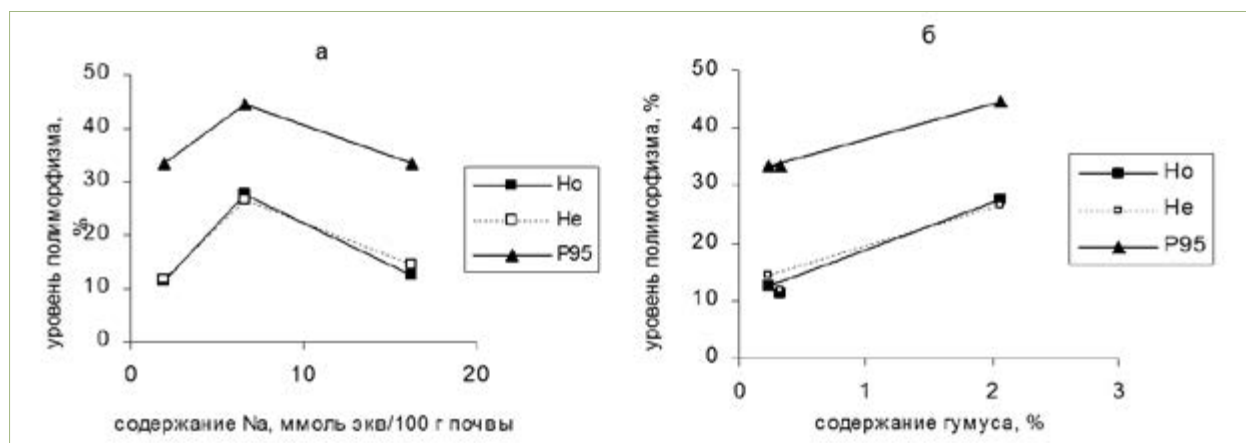 а
уровень полиморфизма,
%
50
40
30
20
10
0
0 10 20
содержание Na, ммоль экв/100 г почвы
Ho
He
P95
б
уровень полиморфизма, %
50
40
30
20
10
0
0 1 2 3
содержание гумуса, %
Ho
He
P95